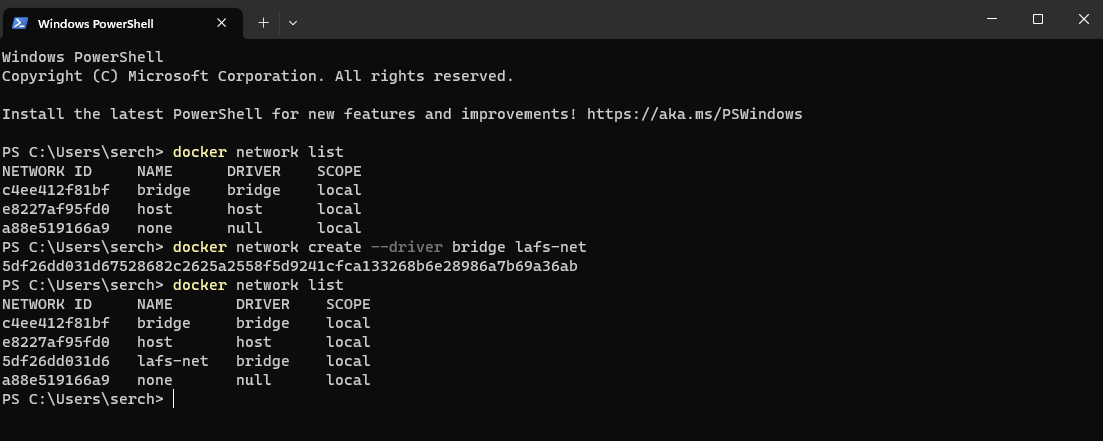 Windows PowerShell
Windows PowerShell
Copyright (C) Microsoft Corporation. All rights reserved.
Install the latest PowerShell for new features and improvements! https://aka.ms/PSWindows
PS C:\Users\serch> docker network list
NETWORK ID     NAME      DRIVER    SCOPE
c4ee412f81bf   bridge    bridge    local
e8227af95fd0   host      host      local
a88e519166a9   none      null      local
PS C:\Users\serch> docker network create --driver bridge lafs-net
5df26dd031d67528682c2625a2558f5d9241cfca133268b6e28986a7b69a36ab
PS C:\Users\serch> docker network list
NETWORK ID     NAME       DRIVER    SCOPE
c4ee412f81bf   bridge     bridge    local
e8227af95fd0   host       host      local
5df26dd031d6   lafs-net   bridge    local
a88e519166a9   none       null      local
PS C:\Users\serch>